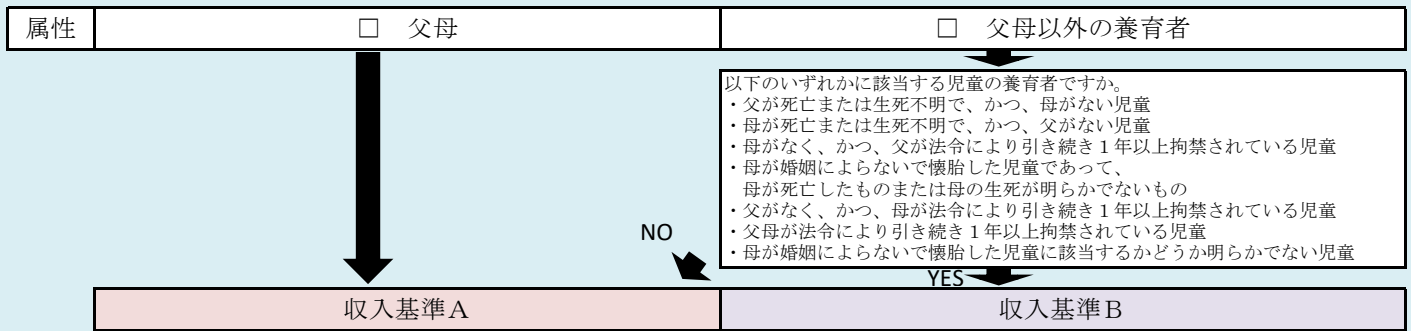 属性
□　父母
□　父母以外の養育者
以下のいずれかに該当する児童の養育者ですか。
・父が死亡または生死不明で、かつ、母がない児童
・母が死亡または生死不明で、かつ、父がない児童
・母がなく、かつ、父が法令により引き続き１年以上拘禁されている児童
・母が婚姻によらないで懐胎した児童であって、
　母が死亡したものまたは母の生死が明らかでないもの
・父がなく、かつ、母が法令により引き続き１年以上拘禁されている児童
・父母が法令により引き続き１年以上拘禁されている児童
・母が婚姻によらないで懐胎した児童に該当するかどうか明らかでない児童
NO
YES
収入基準Ａ
収入基準Ｂ